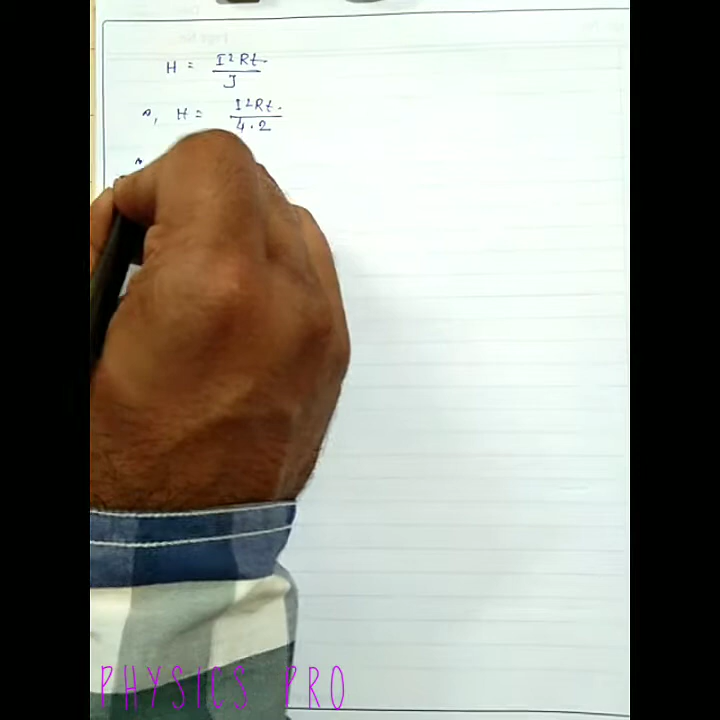 H = I²Rt / J
n, H = I²Rt / 4.2
PHYSICS PRO